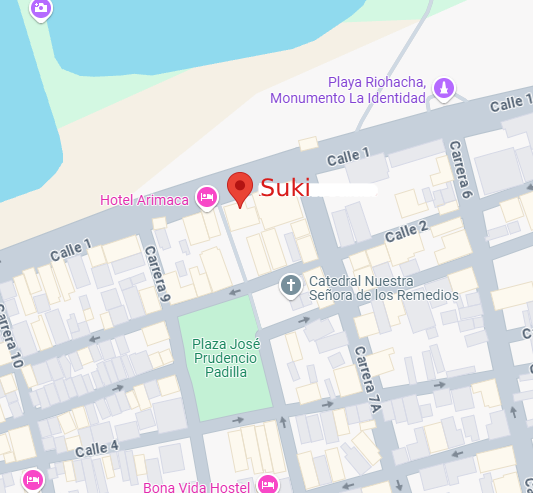 Playa Riohacha,
Monumento La Identidad
Calle 1
Calle 1
Carrera 6
Suki
Hotel Arimaca
Calle 2
Calle 1
Carrera 9
Catedral Nuestra
Señora de los Remedios
Carrera 10
Plaza José
Prudencio
Padilla
Carrera 7A
Calle 4
Bona Vida Hostel